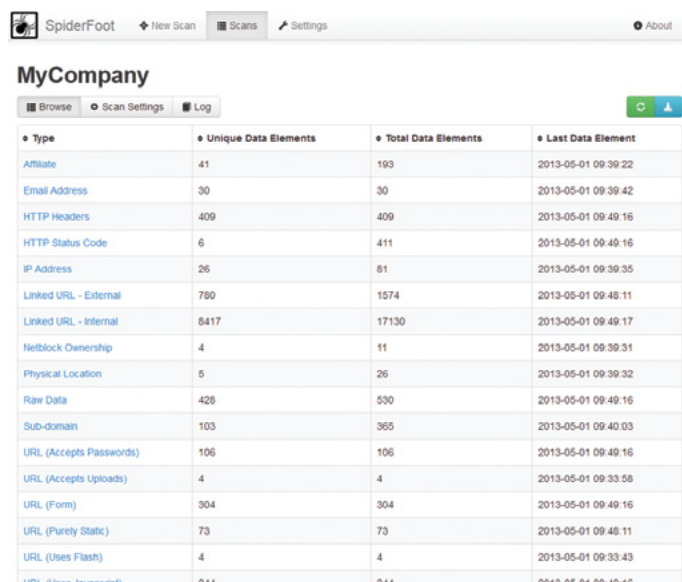 SpiderFoot New Scan Scans Settings About
MyCompany
Browse Scan Settings Log
Type Unique Data Elements Total Data Elements Last Data Element
Affiliate 41 193 2013-05-01 09:39:22
Email Address 30 30 2013-05-01 09:39:42
HTTP Headers 409 409 2013-05-01 09:49:16
HTTP Status Code 6 411 2013-05-01 09:49:16
IP Address 26 81 2013-05-01 09:39:35
Linked URL - External 780 1574 2013-05-01 09:48:11
Linked URL - Internal 8417 17130 2013-05-01 09:49:17
Netblock Ownership 4 11 2013-05-01 09:39:31
Physical Location 5 26 2013-05-01 09:39:32
Raw Data 428 530 2013-05-01 09:49:16
Sub-domain 103 365 2013-05-01 09:40:03
URL (Accepts Passwords) 106 106 2013-05-01 09:49:16
URL (Accepts Uploads) 4 4 2013-05-01 09:33:58
URL (Form) 304 304 2013-05-01 09:49:16
URL (Purely Static) 73 73 2013-05-01 09:48:11
URL (Uses Flash) 4 4 2013-05-01 09:33:43